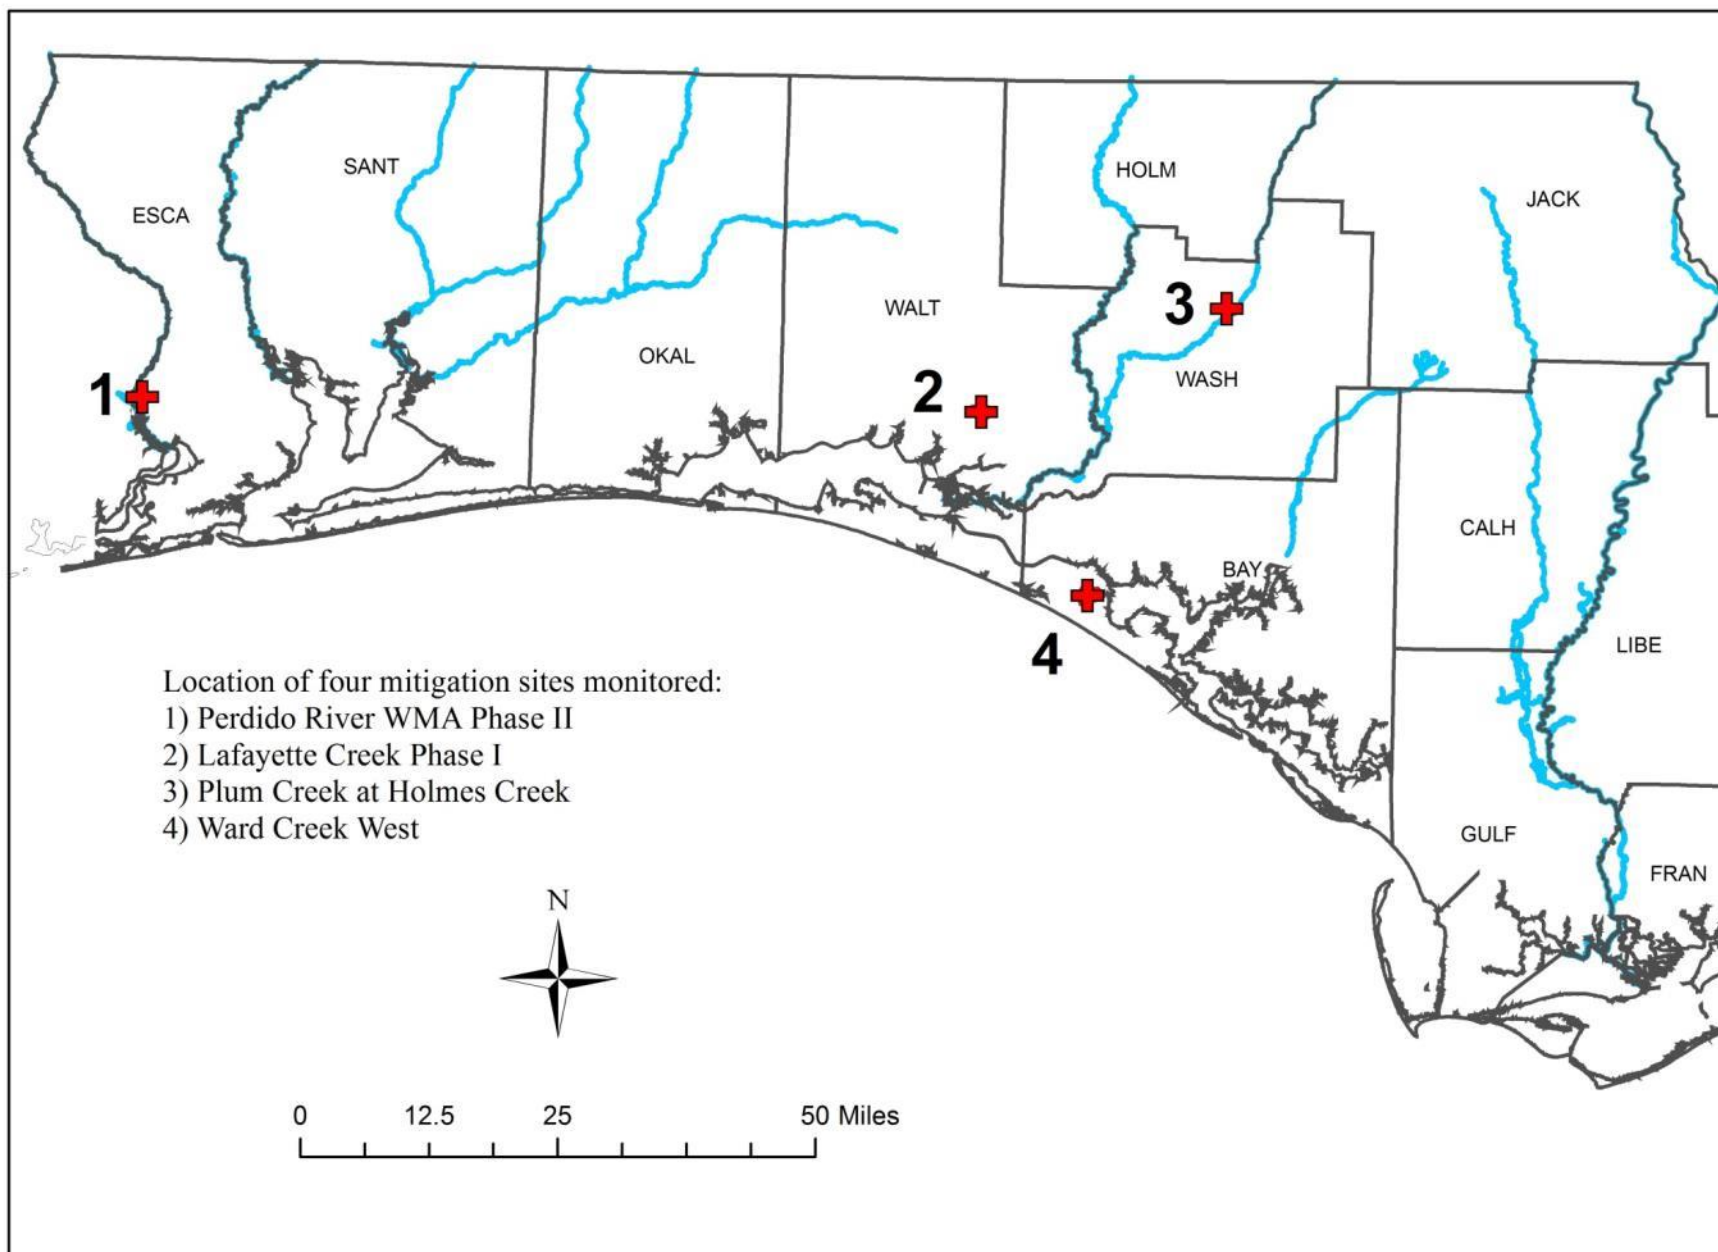 SANT
HOLM
JACK
ESCA
WALT
3
OKAL
WASH
1
2
CALH
BAY
4
LIBE
Location of four mitigation sites monitored:
1) Perdido River WMA Phase II
2) Lafayette Creek Phase I
3) Plum Creek at Holmes Creek
4) Ward Creek West
GULF
FRAN
N
0 12.5 25 50 Miles